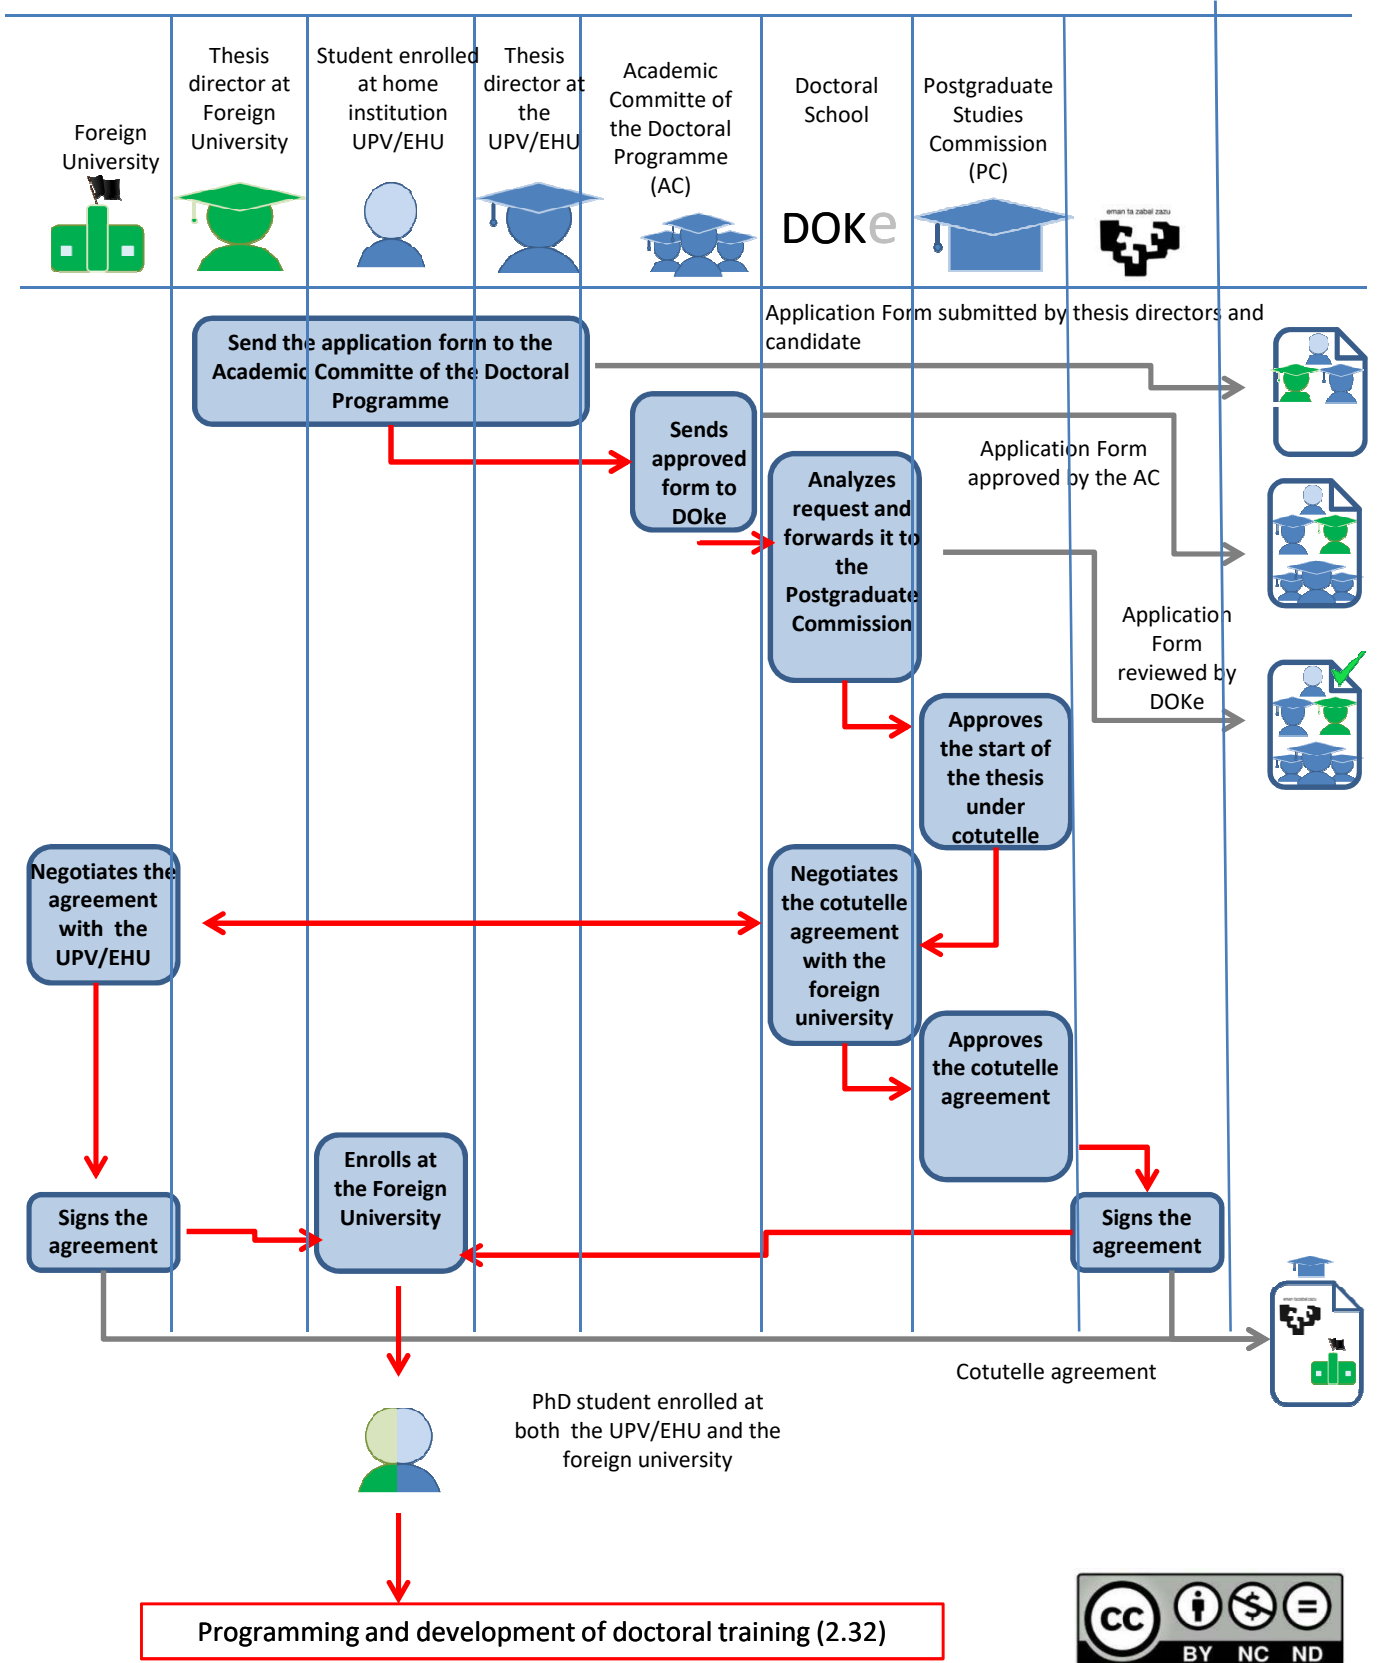 Foreign
University
Thesis
director at
Foreign
University
Student enrolled
at home
institution
UPV/EHU
Thesis
director at
the
UPV/EHU
Academic
Committe of
the Doctoral
Programme
(AC)
Doctoral
School
DOKe
Postgraduate
Studies
Commission
(PC)
eman ta zabal zazu
Application Form submitted by thesis directors and
candidate
Send the application form to the
Academic Committe of the Doctoral
Programme
Sends
approved
form to
DOke
Application Form
approved by the AC
Analyzes
request and
forwards it to
the
Postgraduate
Commission
Application
Form
reviewed by
DOKe
Approves
the start of
the thesis
under
cotutelle
Negotiates the
agreement
with the
UPV/EHU
Negotiates
the cotutelle
agreement
with the
foreign
university
Approves
the cotutelle
agreement
Enrolls at
the Foreign
University
Signs the
agreement
Signs the
agreement
eman ta zabal zazu
Cotutelle agreement
PhD student enrolled at
both the UPV/EHU and the
foreign university
Programming and development of doctoral training (2.32)
cc
BY NC ND